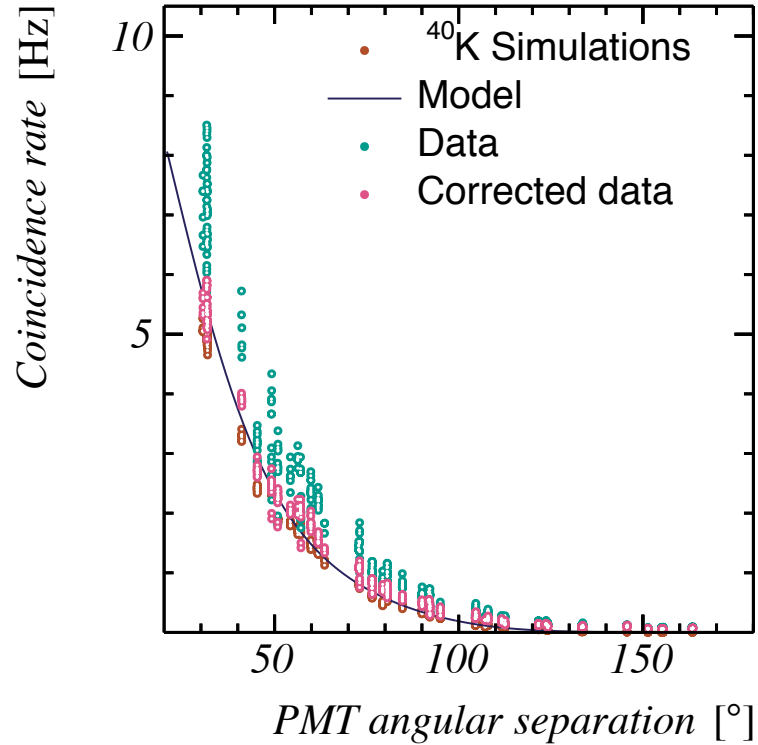 Coincidence rate [Hz]
10
5
⁴⁰K Simulations
Model
Data
Corrected data
50 100 150
PMT angular separation [°]